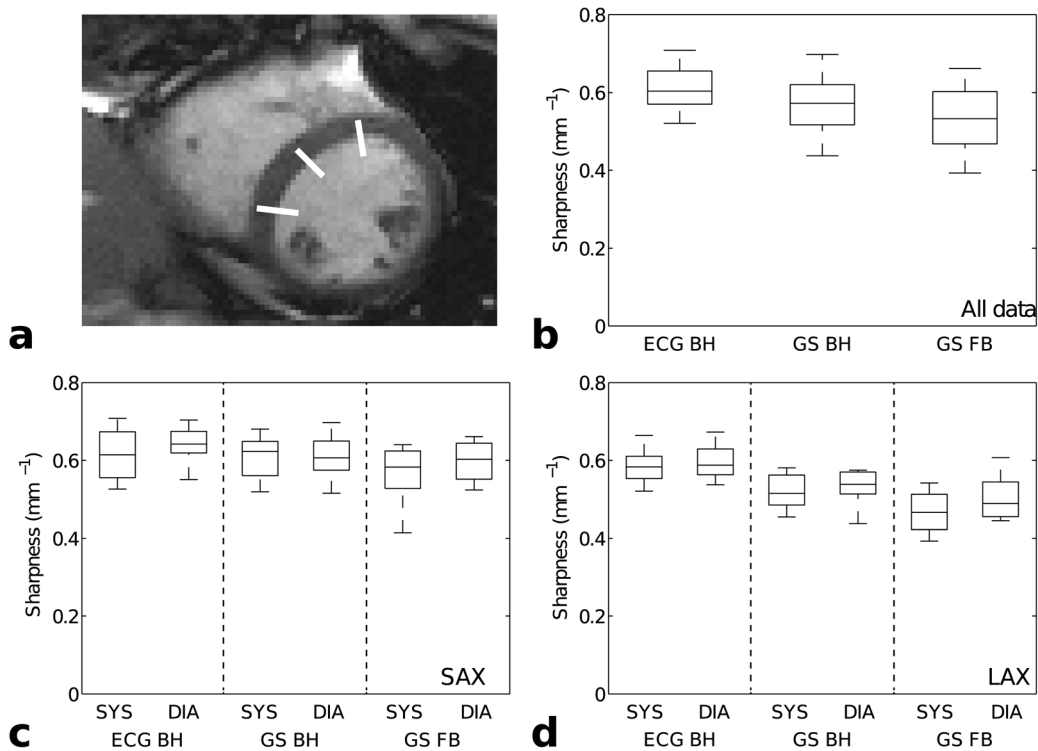 a
0.8
0.6
0.4
0.2
0
Sharpness (mm⁻¹)
All data
ECG BH GS BH GS FB
b
0.8
0.6
0.4
0.2
0
Sharpness (mm⁻¹)
SAX
SYS DIA SYS DIA SYS DIA
ECG BH GS BH GS FB
c
0.8
0.6
0.4
0.2
0
Sharpness (mm⁻¹)
LAX
SYS DIA SYS DIA SYS DIA
ECG BH GS BH GS FB
d